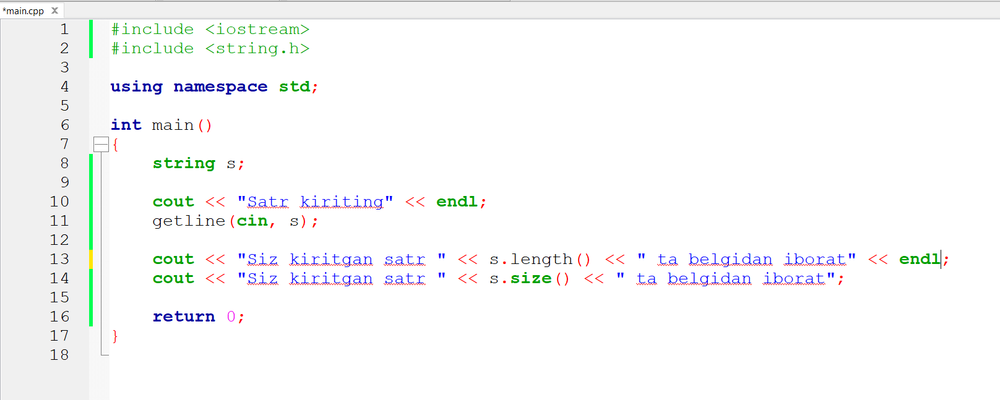 *main.cpp X
1 #include <iostream>
2 #include <string.h>
3
4 using namespace std;
5
6 int main()
7 {
8 string s;
9
10 cout << "Satr kiriting" << endl;
11 getline(cin, s);
12
13 cout << "Siz kiritgan satr " << s.length() << " ta belgidan iborat" << endl;
14 cout << "Siz kiritgan satr " << s.size() << " ta belgidan iborat";
15
16 return 0;
17 }
18